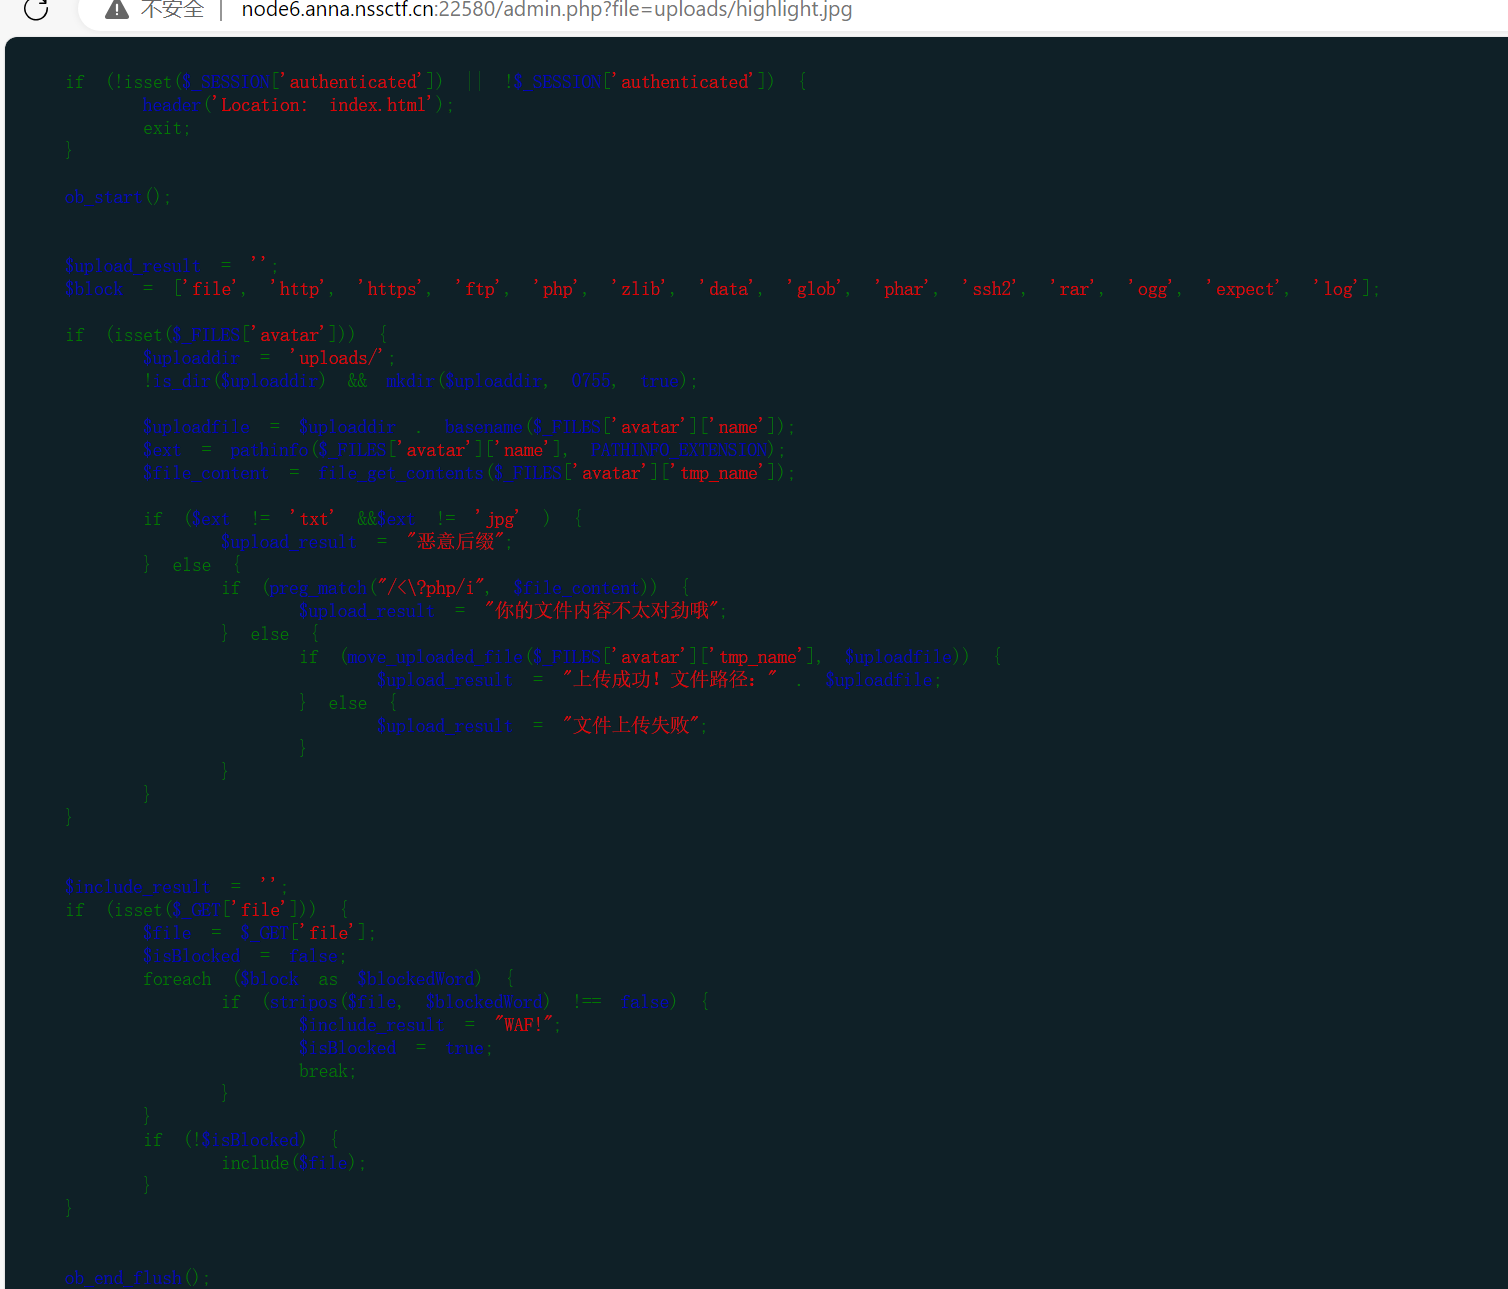 不安全 | node6.anna.nssctf.cn:22580/admin.php?file=uploads/highlight.jpg
if (!isset($_SESSION['authenticated']) || !$_SESSION['authenticated']) {
header('Location: index.html');
exit;
}
ob_start();
$upload_result = '';
$block = ['file', 'http', 'https', 'ftp', 'php', 'zlib', 'data', 'glob', 'phar', 'ssh2', 'rar', 'ogg', 'expect', 'log'];
if (isset($_FILES['avatar'])) {
$uploaddir = 'uploads/';
!is_dir($uploaddir) && mkdir($uploaddir, 0755, true);
$uploadfile = $uploaddir . basename($_FILES['avatar']['name']);
$ext = pathinfo($_FILES['avatar']['name'], PATHINFO_EXTENSION);
$file_content = file_get_contents($_FILES['avatar']['tmp_name']);
if ($ext != 'txt' &&$ext != 'jpg' ) {
$upload_result = "恶意后缀";
} else {
if (preg_match("/<\?php/i", $file_content)) {
$upload_result = "你的文件内容不太对劲哦";
} else {
if (move_uploaded_file($_FILES['avatar']['tmp_name'], $uploadfile)) {
$upload_result = "上传成功！文件路径：" . $uploadfile;
} else {
$upload_result = "文件上传失败";
}
}
}
}
$include_result = '';
if (isset($_GET['file'])) {
$file = $_GET['file'];
$isBlocked = false;
foreach ($block as $blockedWord) {
if (stripos($file, $blockedWord) !== false) {
$include_result = "WAF!";
$isBlocked = true;
break;
}
}
if (!$isBlocked) {
include($file);
}
}
ob_end_flush();